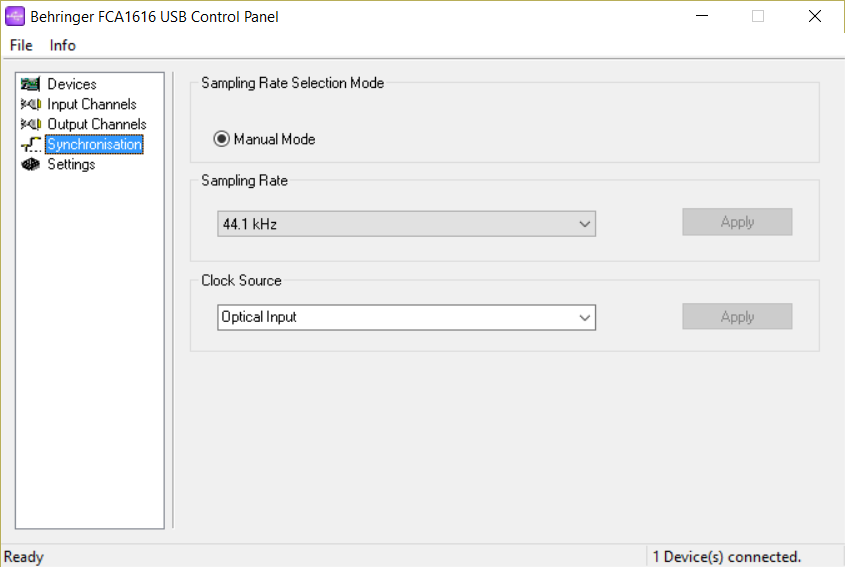 Behringer FCA1616 USB Control Panel
File Info
Devices
Input Channels
Output Channels
Synchronisation
Settings
Sampling Rate Selection Mode
Manual Mode
Sampling Rate
44.1 kHz
Apply
Clock Source
Optical Input
Apply
Ready
1 Device(s) connected.